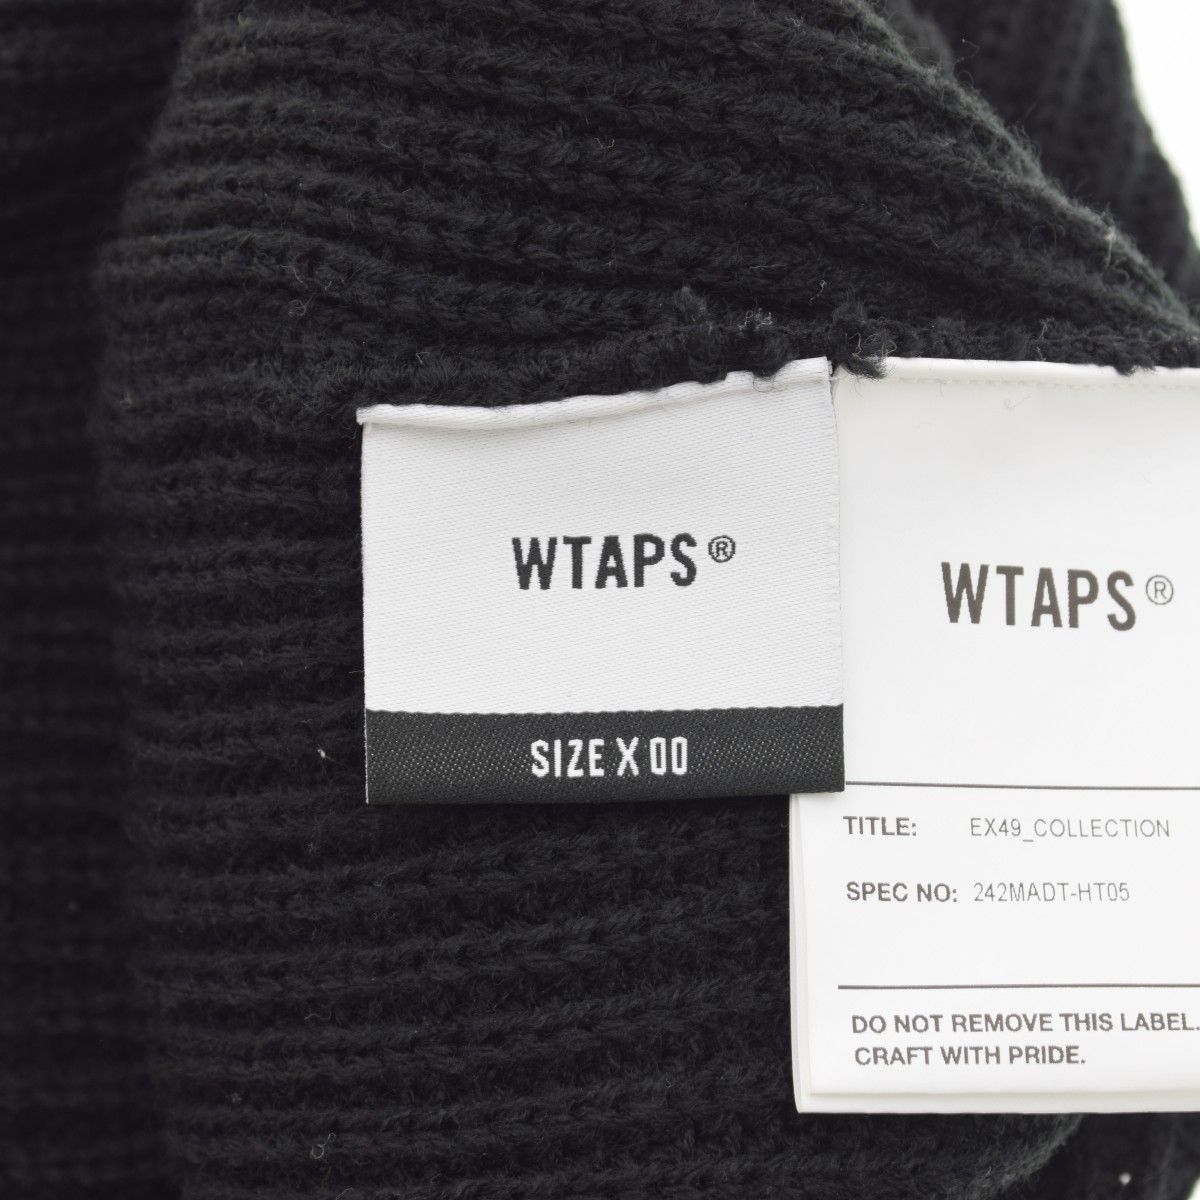 WTAPS®
SIZE X 00
WTAPS®
TITLE: EX49_COLLECTION
SPEC NO: 242MADT-HT05
DO NOT REMOVE THIS LABEL.
CRAFT WITH PRIDE.